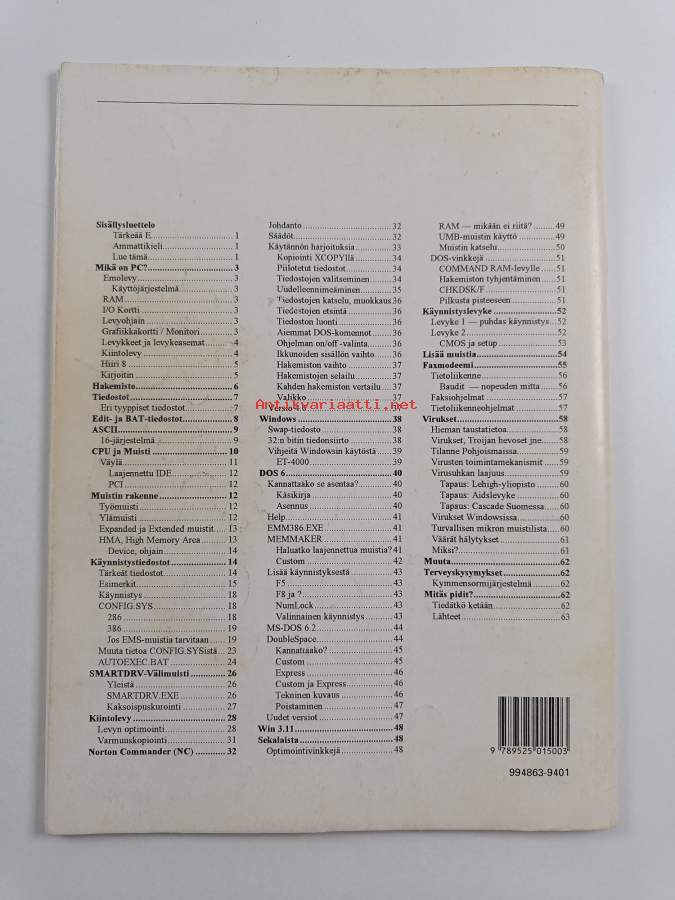 Sisällysluettelo
Tärkeää E. 1
Ammattikieli 1
Lue tämä 1
Mikä on PC? 3
Emolevy 3
Käyttöjärjestelmä 3
RAM 3
I/O Kortti 3
Levyohjain 3
Grafiikkakortti / Monitori 3
Levykkeet ja levykeasemat 4
Kiintolevy 4
Hiiri 8 5
Kirjoitin 5
Hakemisto 6
Tiedostot 7
Eri tyyppiset tiedostot 7
Edit- ja BAT-tiedostot 8
ASCII 9
16-järjestelmä 9
CPU ja Muisti 10
Väylä 11
Laajennettu IDE 12
PCI 12
Muistin rakenne 12
Työmuisti 12
Ylämuisti 12
Expanded ja Extended muistit 13
HMA, High Memory Area 13
Device, ohjain 14
Käynnistystiedostot 14
Tärkeät tiedostot 14
Esimerkit 15
Käynnistys 18
CONFIG.SYS 18
286 18
386 19
Jos EMS-muistia tarvitaan 19
Muuta tietoa CONFIG.SYSistä 23
AUTOEXEC.BAT 24
SMARTDRV-Välimuisti 26
Yleistä 26
SMARTDRV.EXE 26
Kaksoispuskurointi 27
Kiintolevy 28
Levyn optimointi 28
Varmuuskopiointi 31
Norton Commander (NC) 32
Johdanto 32
Säädöt 32
Käytännön harjoituksia 33
Kopiointi XCOPYllä 34
Piilotetut tiedostot 34
Tiedostojen valitseminen 34
Uudelleennimeäminen 35
Tiedostojen katselu, muokkaus 36
Tiedostojen etsintä 36
Tiedoston luonti 36
Aiemmat DOS-komennot 36
Ohjelman on/off -valinta 36
Ikkunoiden sisällön vaihto 36
Hakemiston vaihto 37
Hakemistojen selailu 37
Kahden hakemiston vertailu 37
Valikko 37
Antikvariaatti.net
Windows 38
Swap-tiedosto 38
32:n bitin tiedonsiirto 39
Vihjeitä Windowsin käytöstä 39
ET-4000 39
DOS 6 40
Kannattaako se asentaa? 40
Käsikirja 40
Asennus 40
Help 41
EMM386.EXE 41
MEMMAKER 41
Haluatko laajennettua muistia? 41
Custom 42
Lisää käynnistyksestä 43
F5 43
F8 ja ? 43
NumLock 43
Valinnainen käynnistys 43
MS-DOS 6.2 44
DoubleSpace 44
Kannattaako? 45
Custom 45
Express 46
Custom ja Express 46
Tekninen kuvaus 46
Poistaminen 47
Uudet versiot 47
Win 3.11 48
Sekalaista 48
Optimointivinkkejä 48
RAM — mikään ei riitä? 49
UMB-muistin käyttö 49
Muistin katselu 50
DOS-vinkkejä 51
COMMAND RAM-levylle 51
Hakemiston tyhjentäminen 51
CHKDSK/F 51
Pilkusta pisteeseen 51
Käynnistyslevyke 52
Levyke 1 — puhdas käynnistys 52
Levyke 2 52
CMOS ja setup 53
Lisää muistia 54
Faxmodeemi 55
Tietoliikenne 56
Baudit — nopeuden mitta 56
Faksiohjelmat 57
Tietoliikenneohjelmat 57
Virukset 58
Hieman taustatietoa 58
Virukset, Troijan hevoset jne. 58
Tilanne Pohjoismaissa 59
Virusten toimintamekanismit 59
Virusuhkan laajuus 59
Tapaus: Lehigh-yliopisto 60
Tapaus: Aidslevyke 60
Tapaus: Cascade Suomessa 60
Virukset Windowsissa 60
Turvallisen mikron muistilista 60
Väärät hälytykset 61
Miksi? 61
Muuta 62
Terveyskysymykset 62
Kymmensormijärjestelmä 62
Mitäs pidit? 62
Tiedätkö ketään 62
Lähteet 63
9 789525 015003
994863-9401